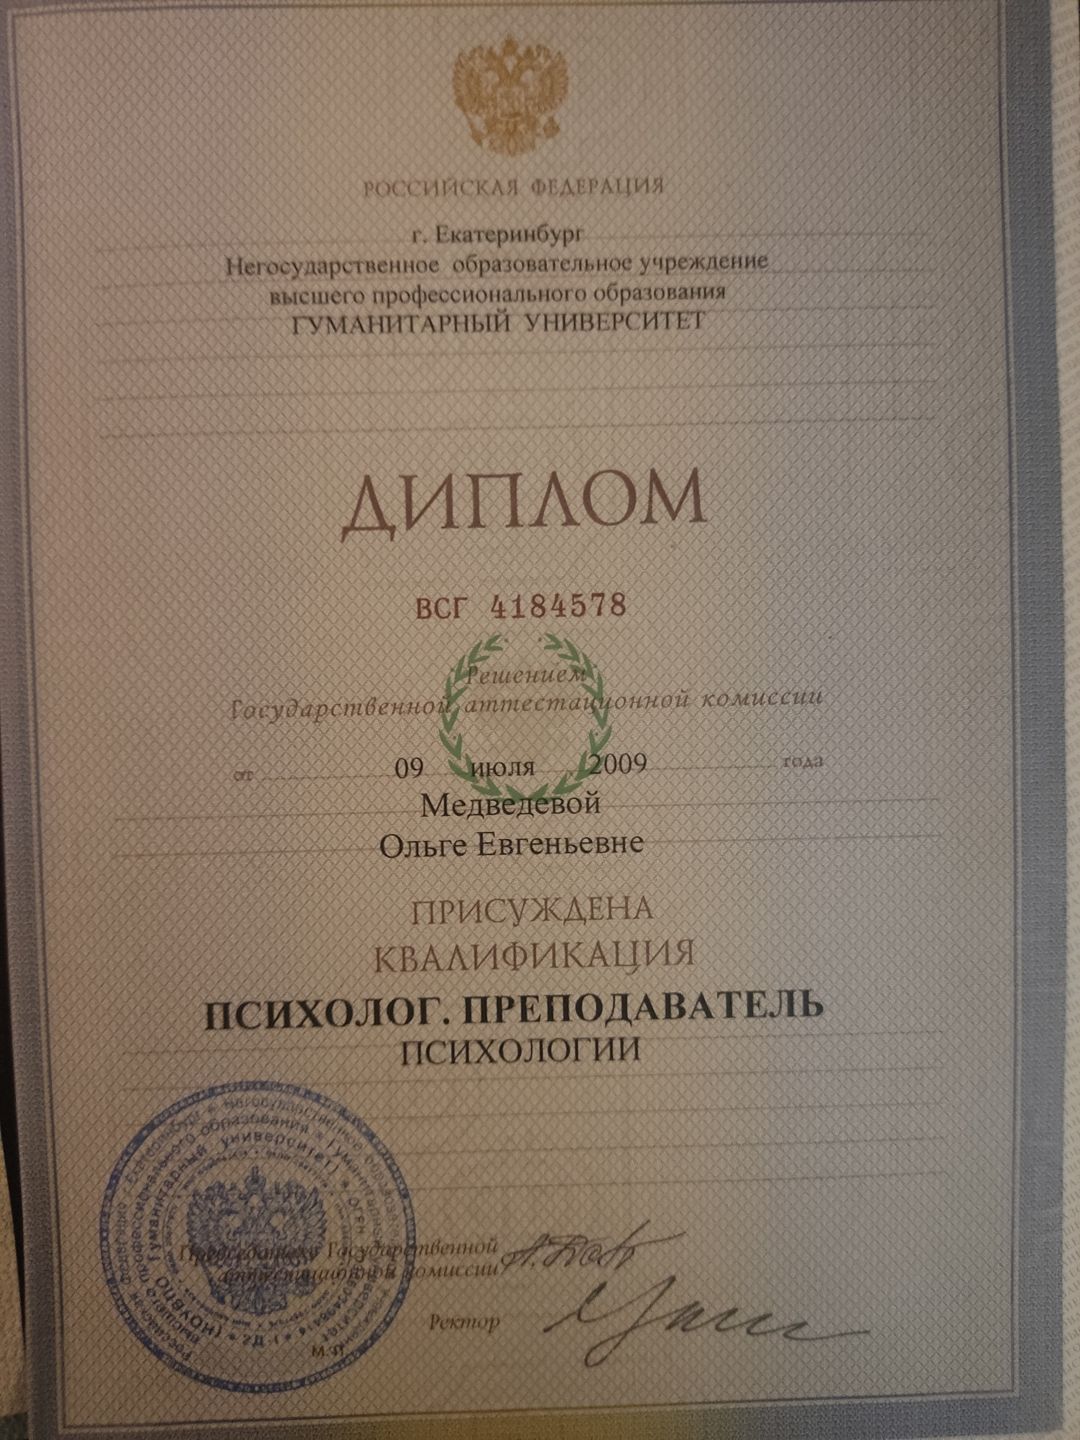 РОССИЙСКАЯ ФЕДЕРАЦИЯ
г. Екатеринбург
Негосударственное образовательное учреждение
высшего профессионального образования
ГУМАНИТАРНЫЙ УНИВЕРСИТЕТ
ДИПЛОМ
ВСГ 4184578
Решением
Государственной аттестационной комиссии
от 09 июля 2009 года
Медведевой
Ольге Евгеньевне
ПРИСУЖДЕНА
КВАЛИФИКАЦИЯ
ПСИХОЛОГ. ПРЕПОДАВАТЕЛЬ
ПСИХОЛОГИИ
Председатель Государственной
аттестационной комиссии
Ректор
М.П.